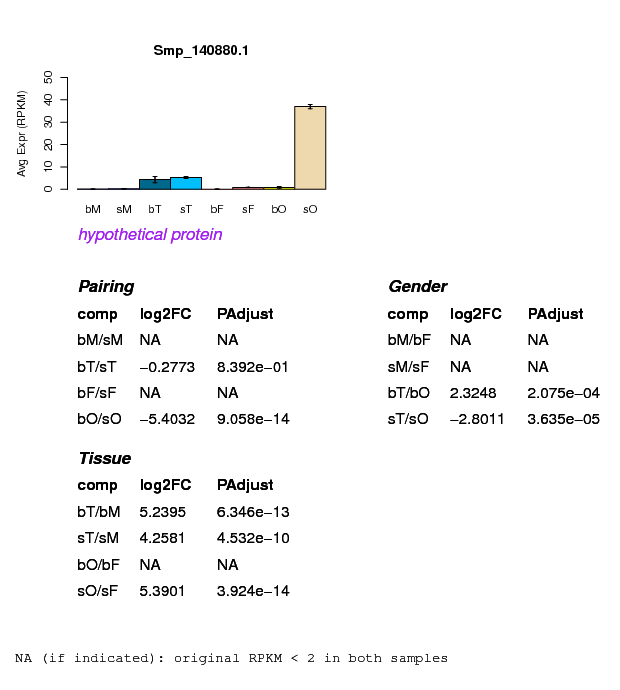 Smp_140880.1
Avg Expr (RPKM)
50
40
30
20
10
0
bM sM bT sT bF sF bO sO
hypothetical protein
Pairing
comp log2FC PAdjust
bM/sM NA NA
bT/sT −0.2773 8.392e−01
bF/sF NA NA
bO/sO −5.4032 9.058e−14
Gender
comp log2FC PAdjust
bM/bF NA NA
sM/sF NA NA
bT/bO 2.3248 2.075e−04
sT/sO −2.8011 3.635e−05
Tissue
comp log2FC PAdjust
bT/bM 5.2395 6.346e−13
sT/sM 4.2581 4.532e−10
bO/bF NA NA
sO/sF 5.3901 3.924e−14
NA (if indicated): original RPKM < 2 in both samples